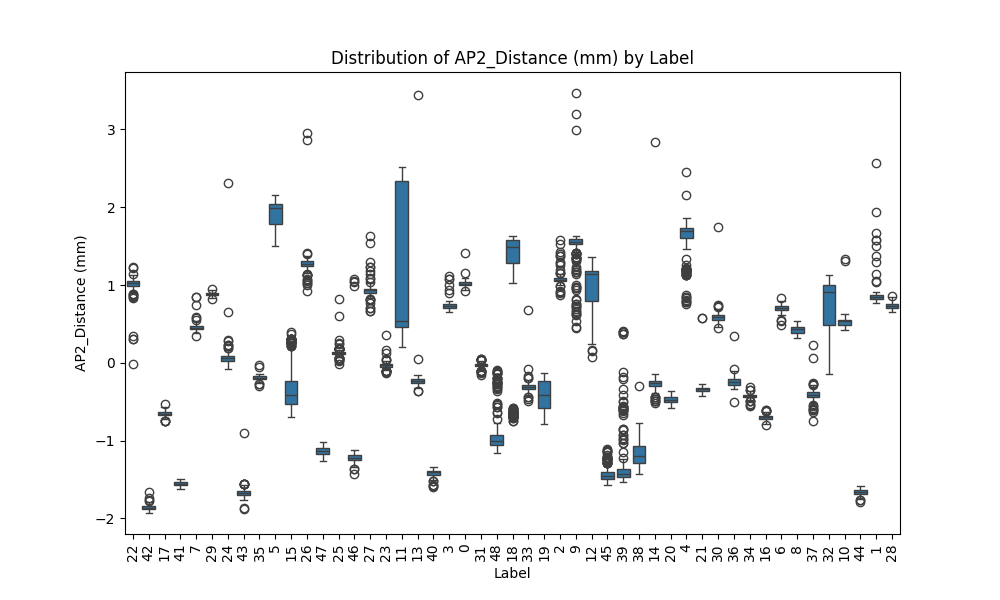 Distribution of AP2_Distance (mm) by Label
AP2_Distance (mm)
3
2
1
0
−1
−2
22 42 17 41 7 29 24 43 35 5 15 26 47 25 46 27 23 11 13 40 3 0 31 48 18 33 19 2 9 12 45 39 38 14 20 4 21 30 36 34 16 6 8 37 32 10 44 1 28
Label